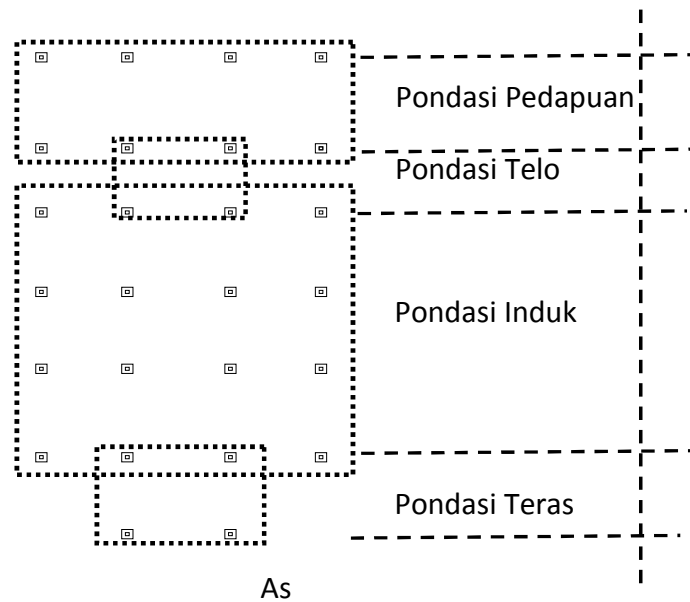 Pondasi Pedapuan
Pondasi Telo
Pondasi Induk
Pondasi Teras
As